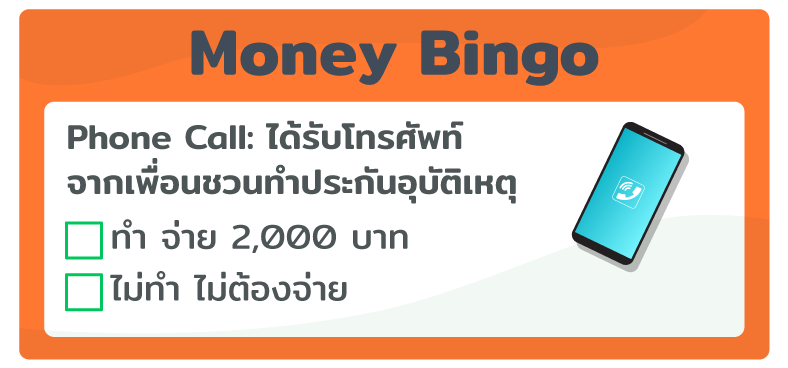 Money Bingo
Phone Call: ได้รับโทรศัพท์
จากเพื่อนชวนทำประกันอุบัติเหตุ
ทำ จ่าย 2,000 บาท
ไม่ทำ ไม่ต้องจ่าย